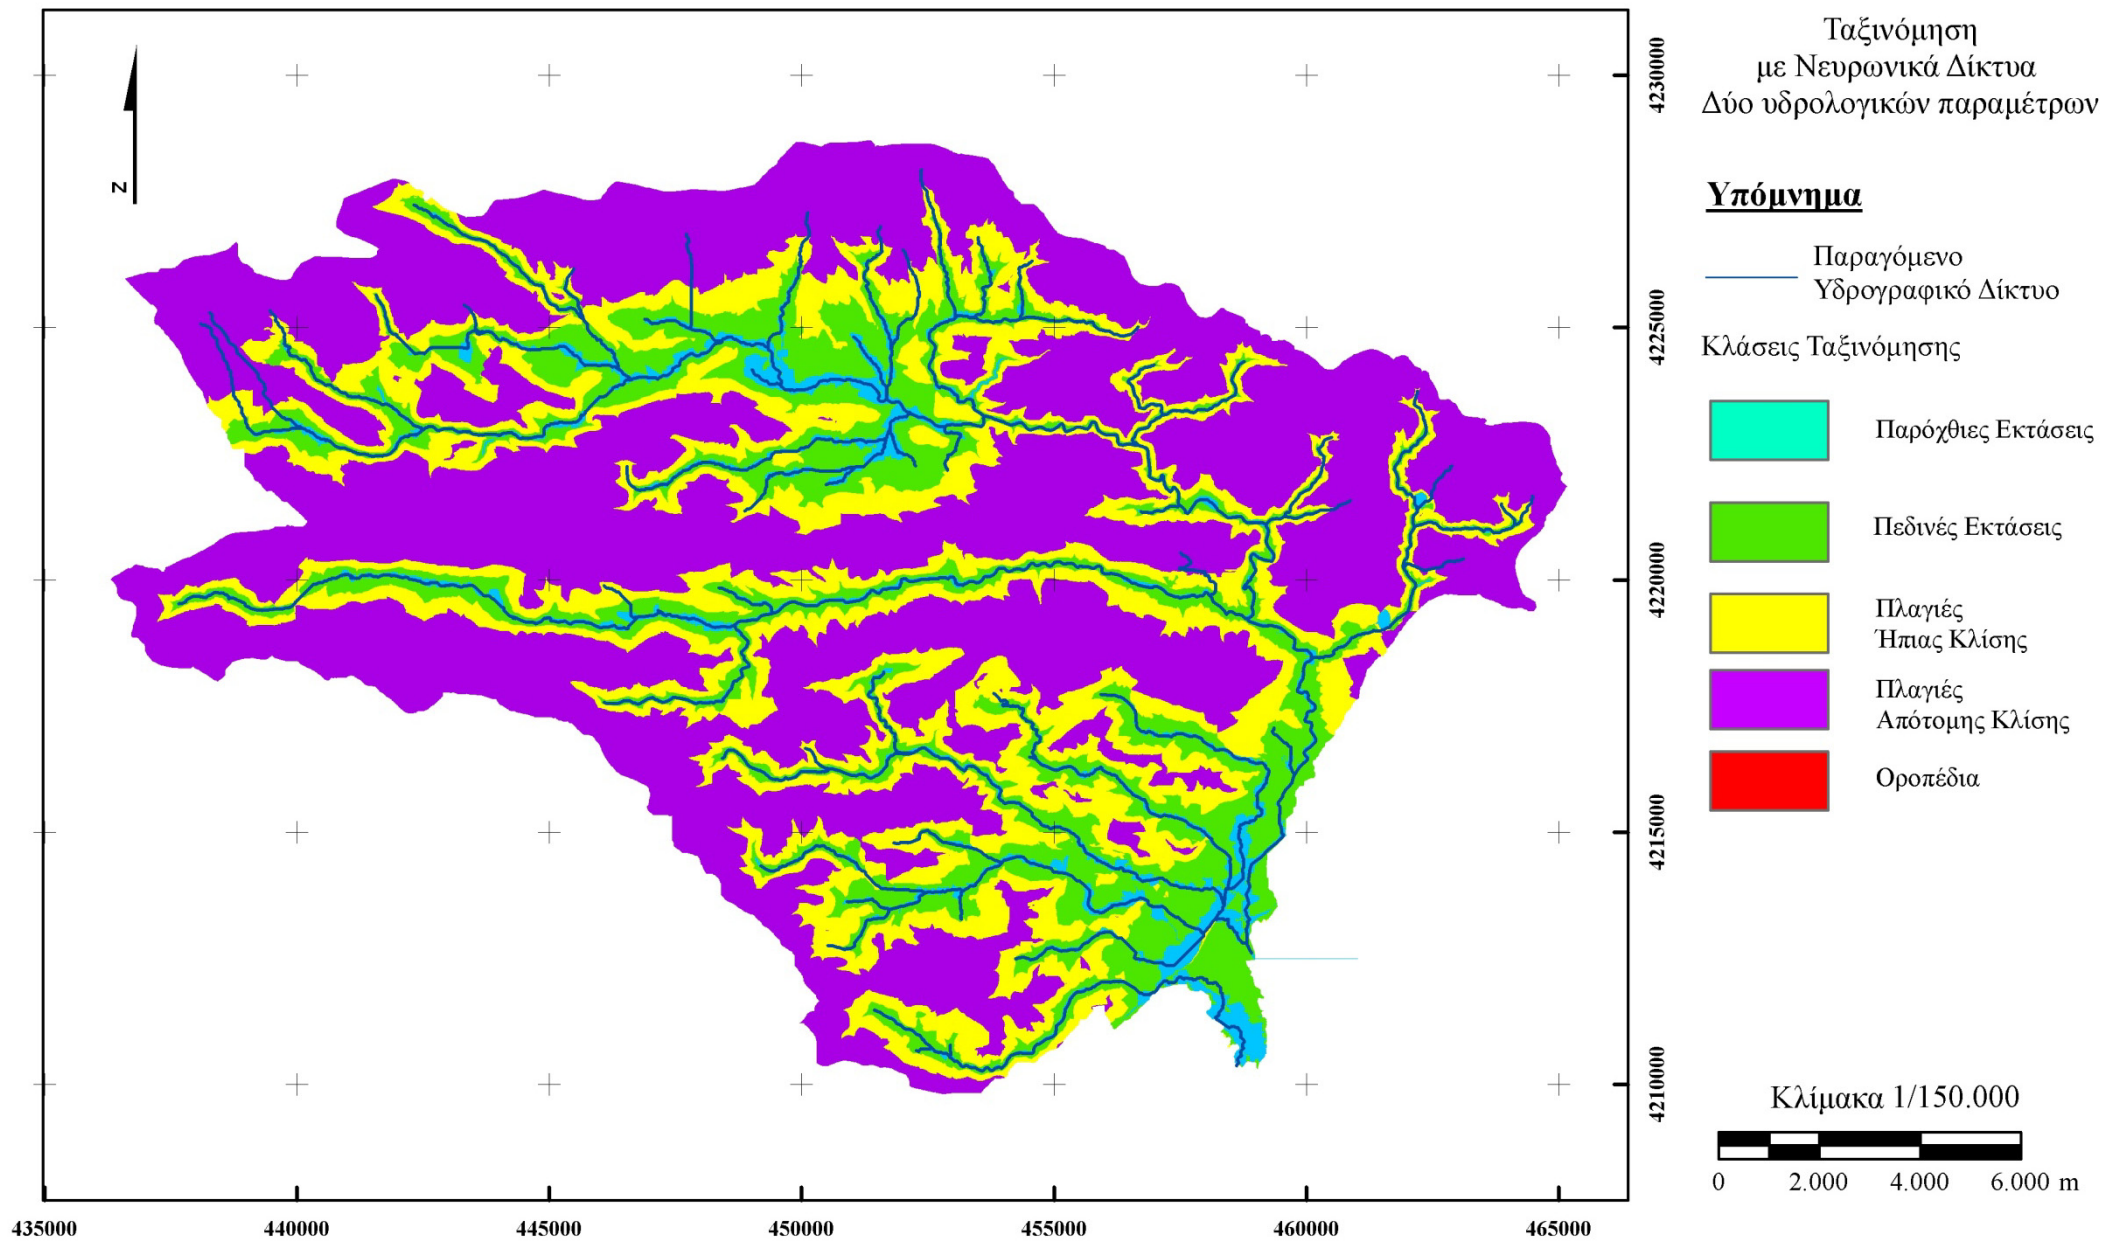 Ταξινόμηση
με Νευρωνικά Δίκτυα
Δύο υδρολογικών παραμέτρων
Υπόμνημα
Παραγόμενο
Υδρογραφικό Δίκτυο
Κλάσεις Ταξινόμησης
Παρόχθιες Εκτάσεις
Πεδινές Εκτάσεις
Πλαγιές
Ήπιας Κλίσης
Πλαγιές
Απότομης Κλίσης
Οροπέδια
Κλίμακα 1/150.000
0 2.000 4.000 6.000 m
N
4230000
4225000
4220000
4215000
4210000
435000 440000 445000 450000 455000 460000 465000